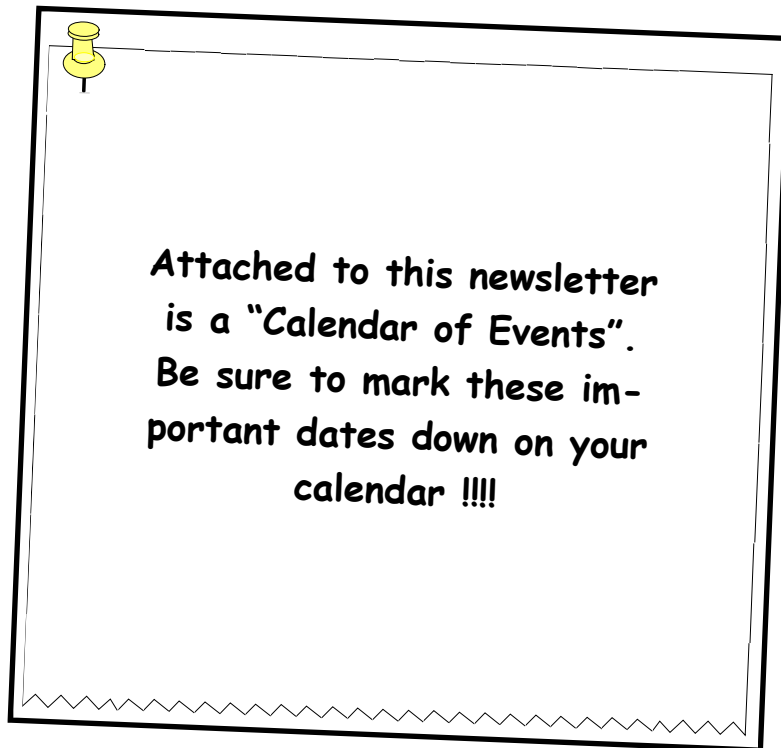 Attached to this newsletter
is a “Calendar of Events”.
Be sure to mark these im-
portant dates down on your
calendar !!!!